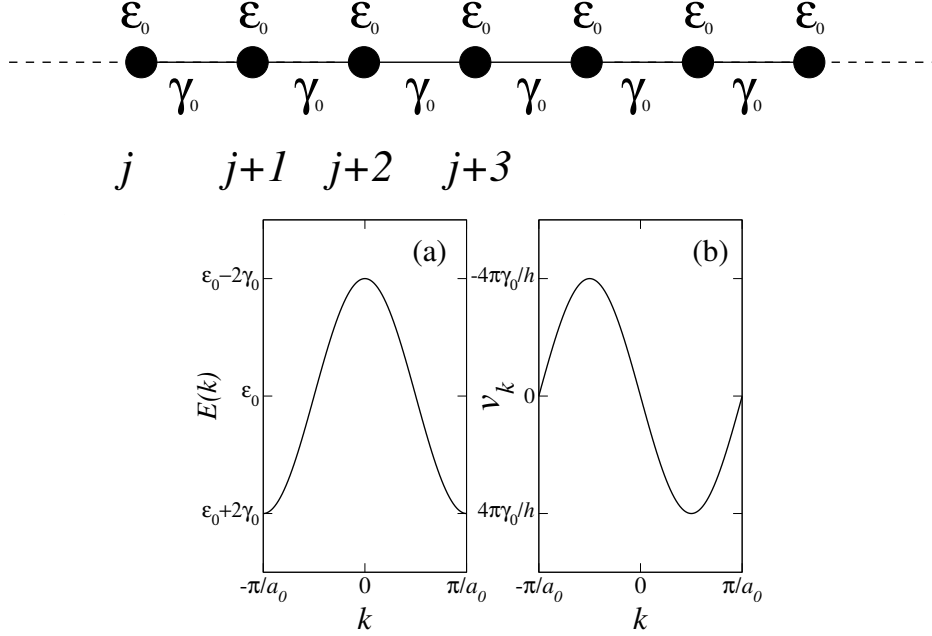 ε₀ ε₀ ε₀ ε₀ ε₀ ε₀ ε₀
γ₀ γ₀ γ₀ γ₀ γ₀ γ₀
j j+1 j+2 j+3
(a)
ε₀−2γ₀
ε₀
ε₀+2γ₀
E(k)
-π/a₀ 0 π/a₀
k
(b)
-4πγ₀/h
0
4πγ₀/h
vₖ
-π/a₀ 0 π/a₀
k